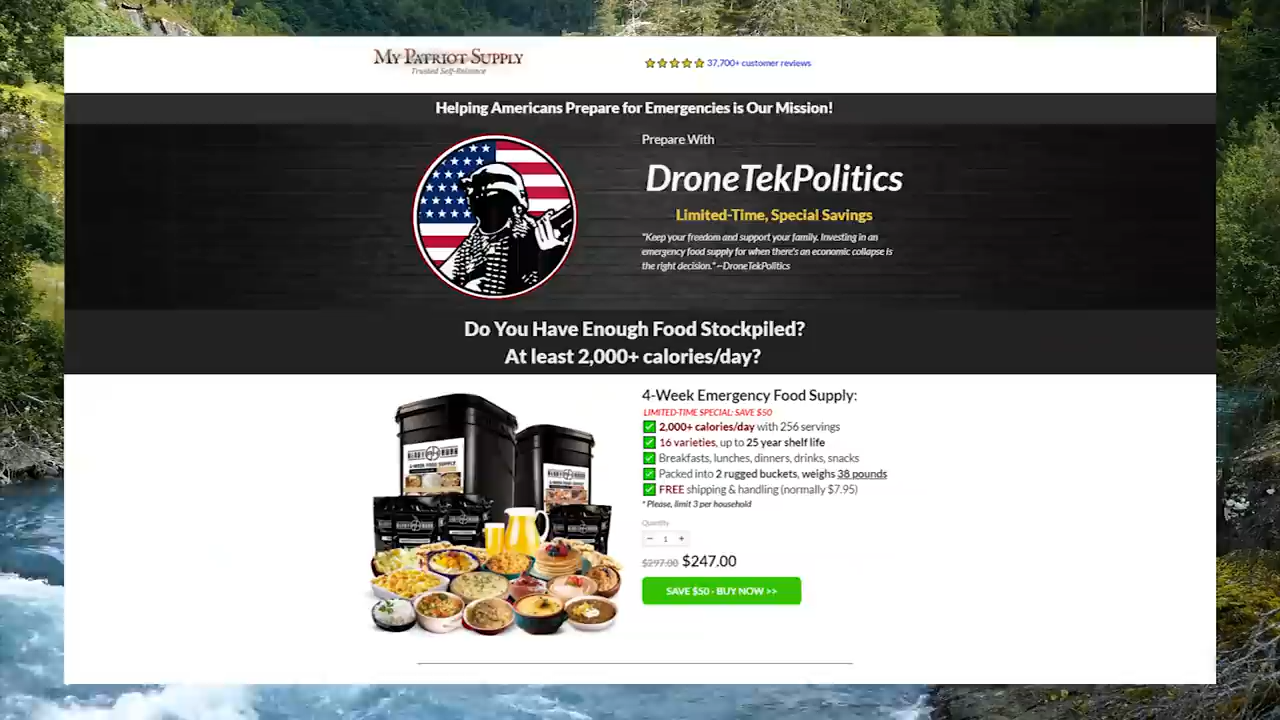 MY PATRIOT SUPPLY
Trusted Self-Reliance
37,700+ customer reviews
Helping Americans Prepare for Emergencies is Our Mission!
Prepare With
DroneTekPolitics
Limited-Time, Special Savings
"Keep your freedom and support your family. Investing in an
emergency food supply for when there's an economic collapse is
the right decision." ~DroneTekPolitics
Do You Have Enough Food Stockpiled?
At least 2,000+ calories/day?
4-Week Emergency Food Supply:
LIMITED-TIME SPECIAL: SAVE $50
2,000+ calories/day with 256 servings
16 varieties, up to 25 year shelf life
Breakfasts, lunches, dinners, drinks, snacks
Packed into 2 rugged buckets, weighs 38 pounds
FREE shipping & handling (normally $7.95)
* Please, limit 3 per household
Quantity
− 1 +
$297.00 $247.00
SAVE $50 - BUY NOW >>
4-WEEK FOOD SUPPLY